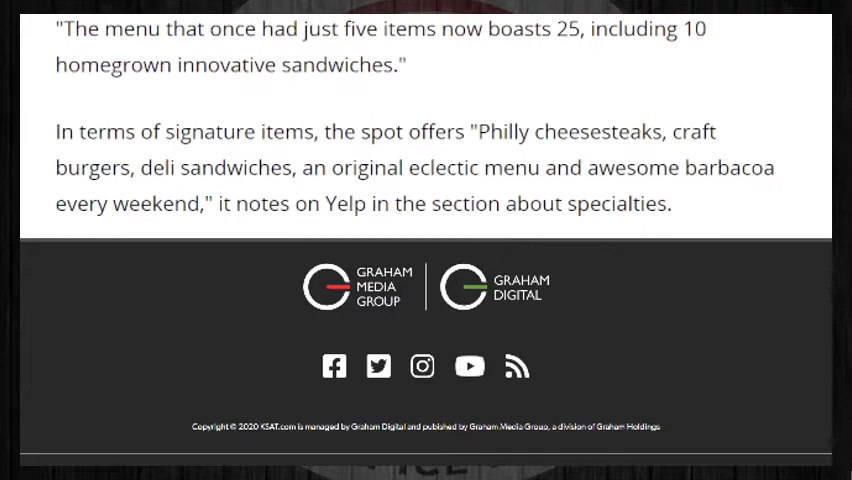 "The menu that once had just five items now boasts 25, including 10
homegrown innovative sandwiches."
In terms of signature items, the spot offers "Philly cheesesteaks, craft
burgers, deli sandwiches, an original eclectic menu and awesome barbacoa
every weekend," it notes on Yelp in the section about specialties.
GRAHAM
MEDIA
GROUP
GRAHAM
DIGITAL
Copyright © 2020 KSAT.com is managed by Graham Digital and pubished by Graham Media Group, a division of Graham Holdings